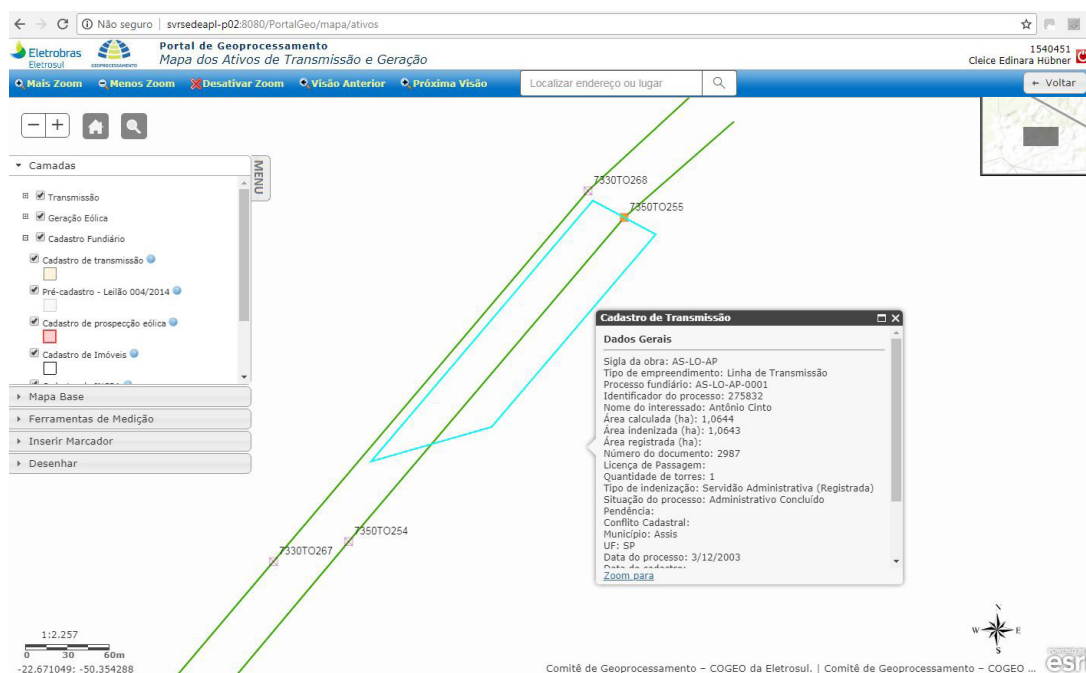 Não seguro | svrsedeapl-p02:8080/PortalGeo/mapa/ativos
Eletrobras
Eletrosul
GEOPROCESSAMENTO
Portal de Geoprocessamento
Mapa dos Ativos de Transmissão e Geração
1540451
Cleice Edinara Hübner
Mais Zoom Menos Zoom Desativar Zoom Visão Anterior Próxima Visão
Localizar endereço ou lugar
← Voltar
MENU
Camadas
Transmissão
Geração Eólica
Cadastro Fundiário
Cadastro de transmissão
Pré-cadastro - Leilão 004/2014
Cadastro de prospecção eólica
Cadastro de Imóveis
Mapa Base
Ferramentas de Medição
Inserir Marcador
Desenhar
7330TO268
7350TO255
7350TO254
7330TO267
Cadastro de Transmissão
Dados Gerais
Sigla da obra: AS-LO-AP
Tipo de empreendimento: Linha de Transmissão
Processo fundiário: AS-LO-AP-0001
Identificador do processo: 275832
Nome do interessado: Antônio Cinto
Área calculada (ha): 1,0644
Área indenizada (ha): 1,0643
Área registrada (ha):
Número do documento: 2987
Licença de Passagem:
Quantidade de torres: 1
Tipo de indenização: Servidão Administrativa (Registrada)
Situação do processo: Administrativo Concluído
Pendência:
Conflito Cadastral:
Município: Assis
UF: SP
Data do processo: 3/12/2003
Data do cadastro:
Zoom para
1:2.257
0 30 60m
-22.671049; -50.354288
N
W E
S
Comitê de Geoprocessamento – COGEO da Eletrosul. | Comitê de Geoprocessamento – COGEO ...
esri